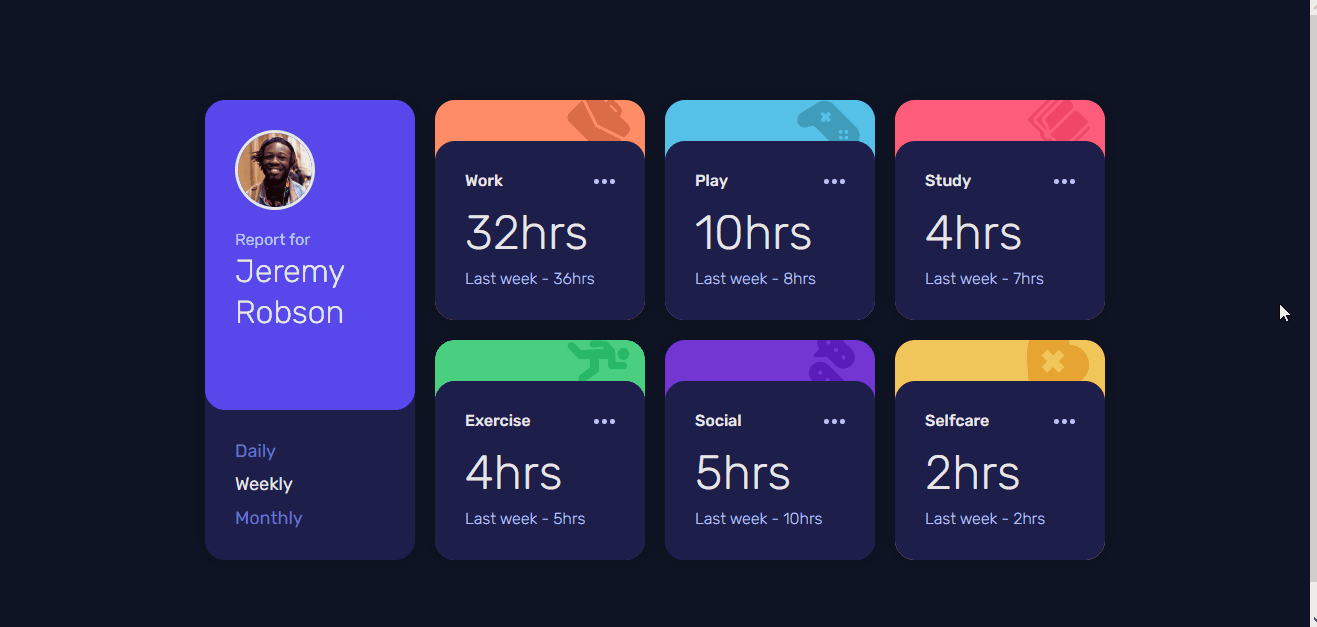 Report for
Jeremy
Robson
Daily
Weekly
Monthly
Work
32hrs
Last week - 36hrs
Play
10hrs
Last week - 8hrs
Study
4hrs
Last week - 7hrs
Exercise
4hrs
Last week - 5hrs
Social
5hrs
Last week - 10hrs
Selfcare
2hrs
Last week - 2hrs